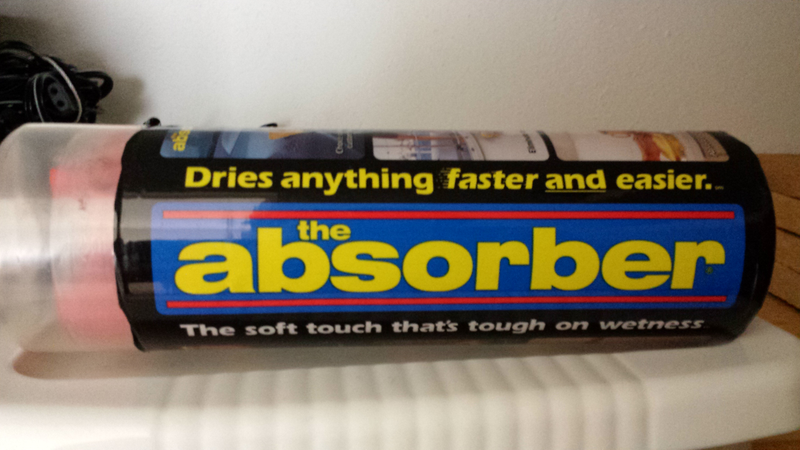 Dries anything faster and easier.
the
absorber
The soft touch that's tough on wetness